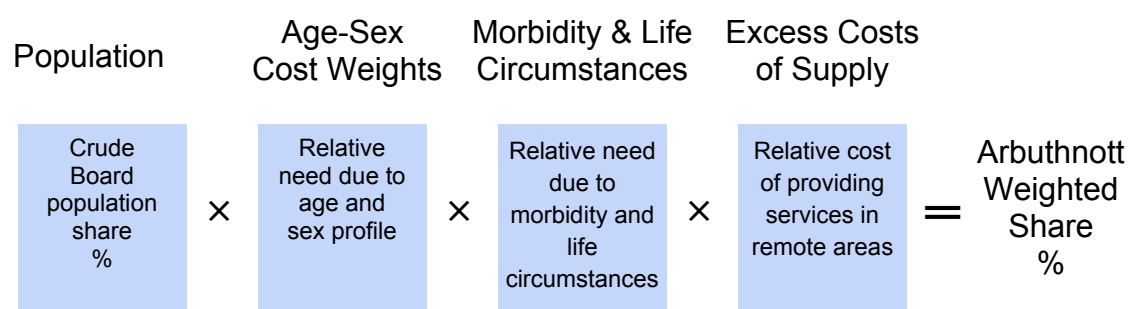 Population
Age-Sex
Cost Weights
Morbidity & Life
Circumstances
Excess Costs
of Supply
Crude
Board
population
share
%
×
Relative
need due to
age and
sex profile
×
Relative need
due to
morbidity and
life
circumstances
×
Relative cost
of providing
services in
remote areas
=
Arbuthnott
Weighted
Share
%